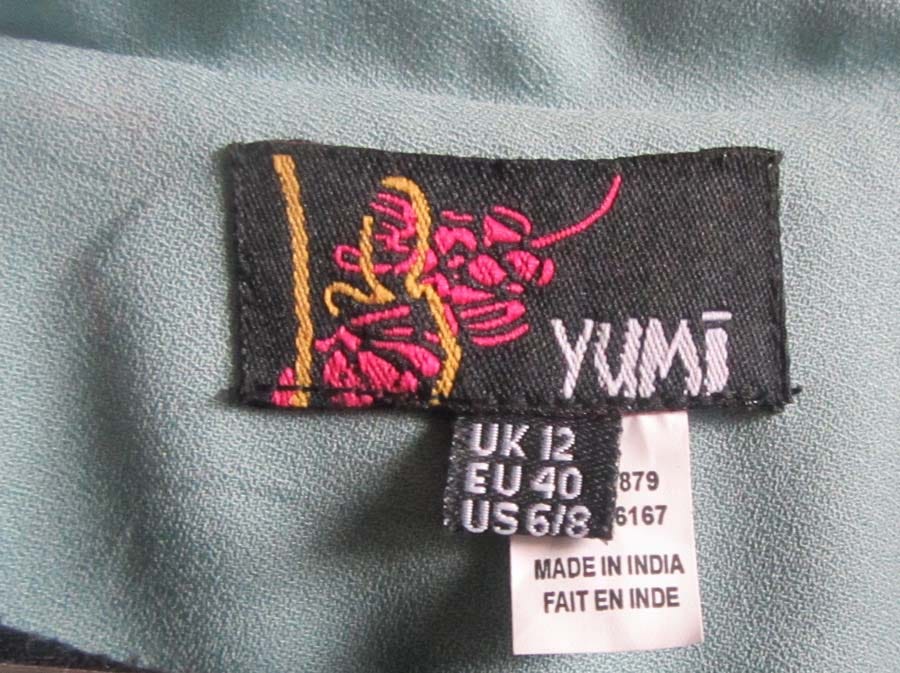 YUMi
UK 12
EU 40
US 6/8
879
6167
MADE IN INDIA
FAIT EN INDE